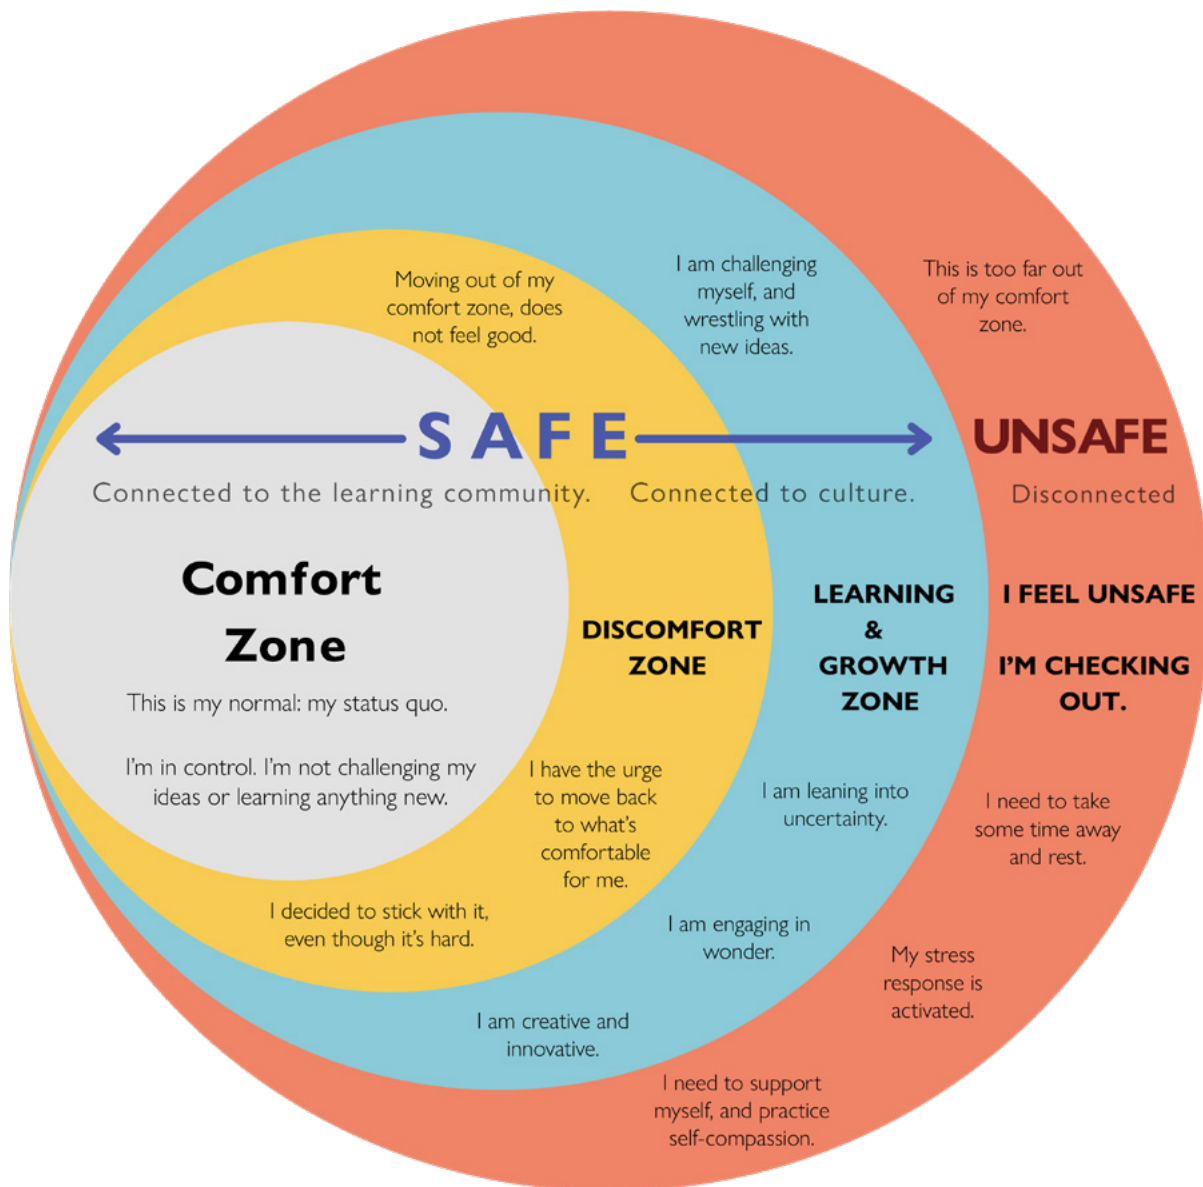 Moving out of my
comfort zone, does
not feel good.
I am challenging
myself, and
wrestling with
new ideas.
This is too far out
of my comfort
zone.
SAFE
UNSAFE
Connected to the learning community.
Connected to culture.
Disconnected
Comfort
Zone
This is my normal: my status quo.
I'm in control. I'm not challenging my
ideas or learning anything new.
DISCOMFORT
ZONE
I have the urge
to move back
to what's
comfortable
for me.
I decided to stick with it,
even though it's hard.
LEARNING
&
GROWTH
ZONE
I am leaning into
uncertainty.
I am engaging in
wonder.
I am creative and
innovative.
I FEEL UNSAFE
I'M CHECKING
OUT.
I need to take
some time away
and rest.
My stress
response is
activated.
I need to support
myself, and practice
self-compassion.